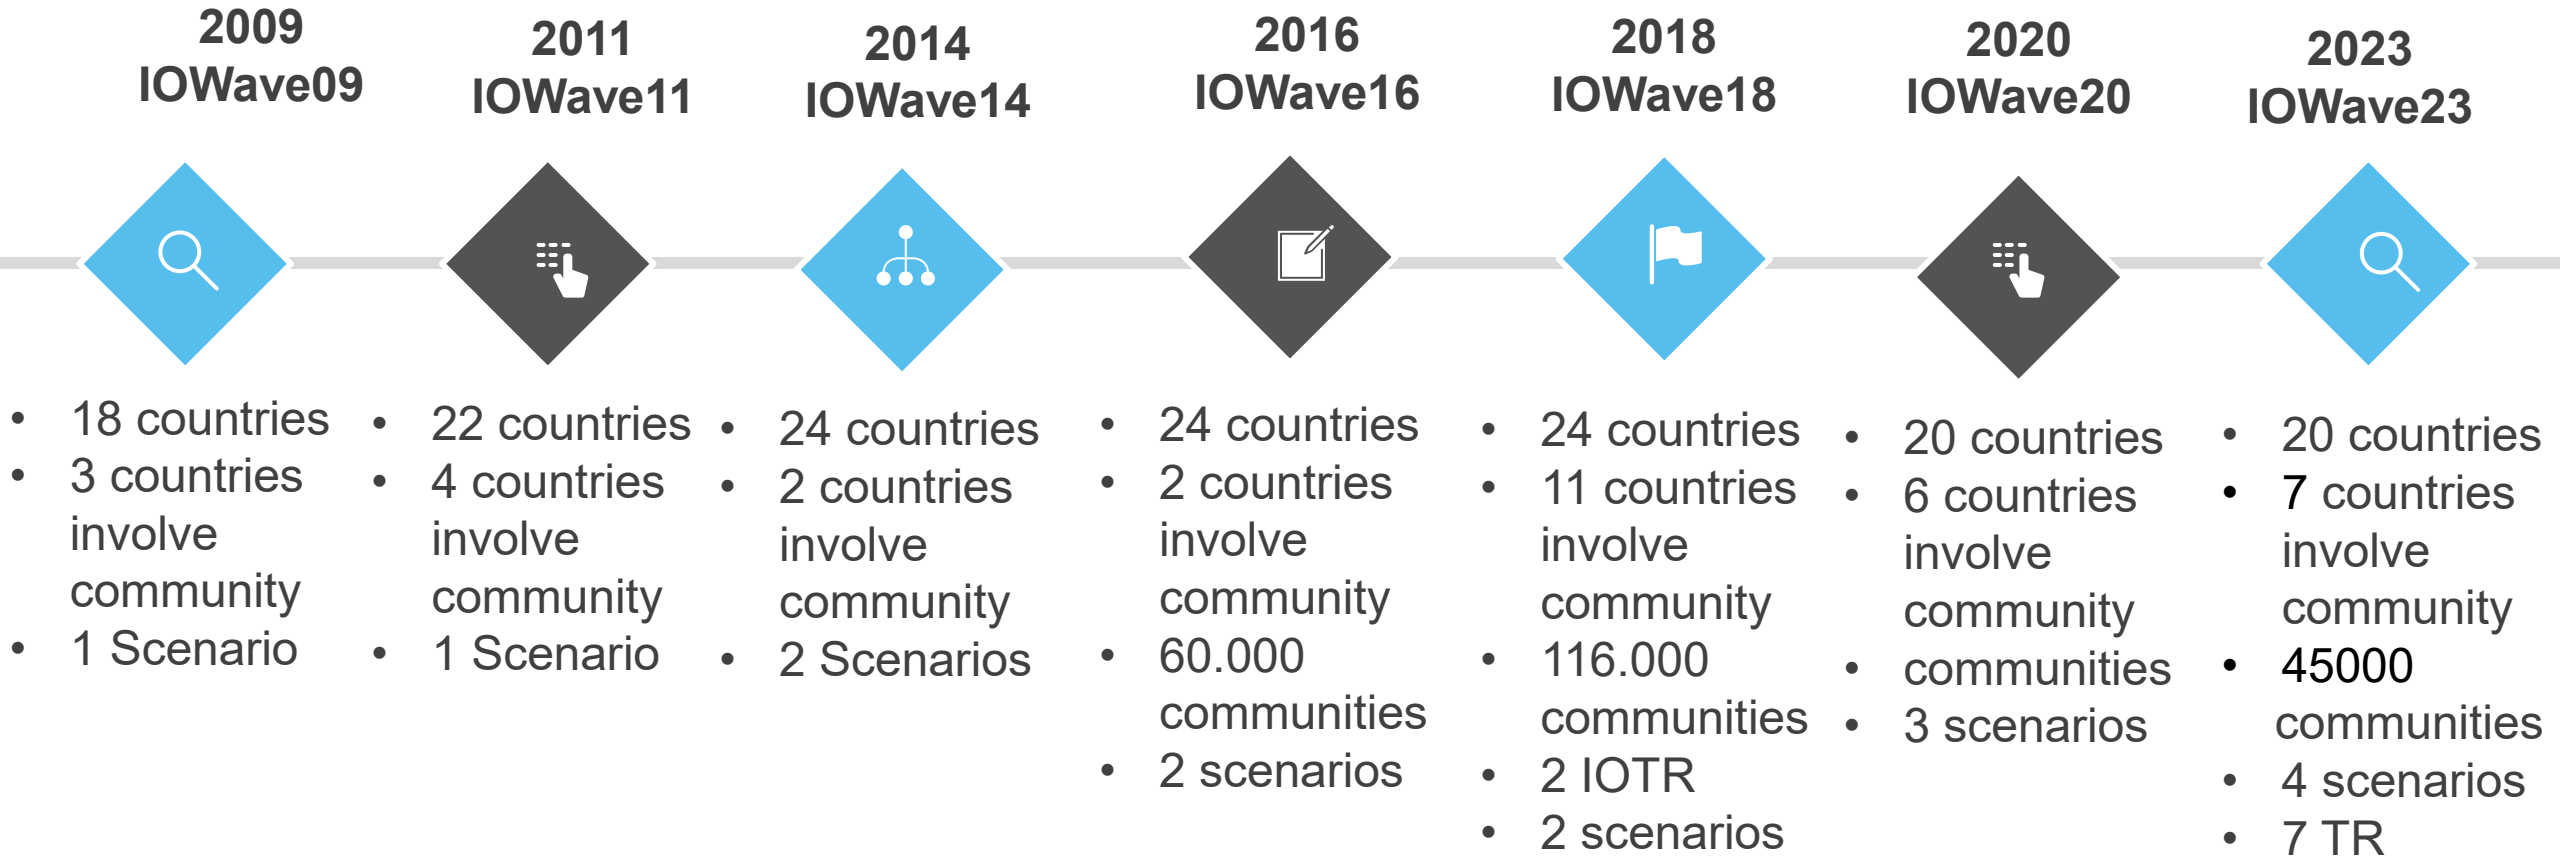 2009
IOWave09
2011
IOWave11
2014
IOWave14
2016
IOWave16
2018
IOWave18
2020
IOWave20
2023
IOWave23
• 18 countries
• 3 countries
involve
community
• 1 Scenario
• 22 countries
• 4 countries
involve
community
• 1 Scenario
• 24 countries
• 2 countries
involve
community
• 2 Scenarios
• 24 countries
• 2 countries
involve
community
• 60.000
communities
• 2 scenarios
• 24 countries
• 11 countries
involve
community
• 116.000
communities
• 2 IOTR
• 2 scenarios
• 20 countries
• 6 countries
involve
community
• communities
• 3 scenarios
• 20 countries
• 7 countries
involve
community
• 45000
communities
• 4 scenarios
• 7 TR